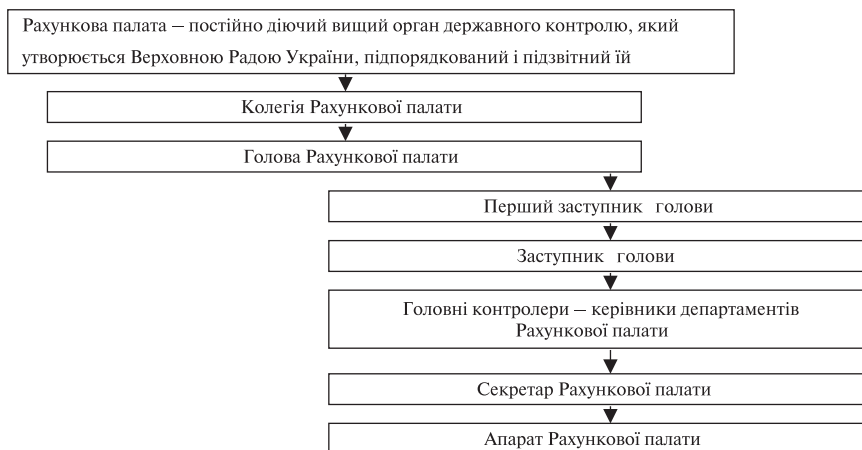 Рахункова палата – постійно діючий вищий орган державного контролю, який
утворюється Верховною Радою України, підпорядкований і підзвітний їй
Колегія Рахункової палати
Голова Рахункової палати
Перший заступник голови
Заступник голови
Головні контролери – керівники департаментів
Рахункової палати
Секретар Рахункової палати
Апарат Рахункової палати